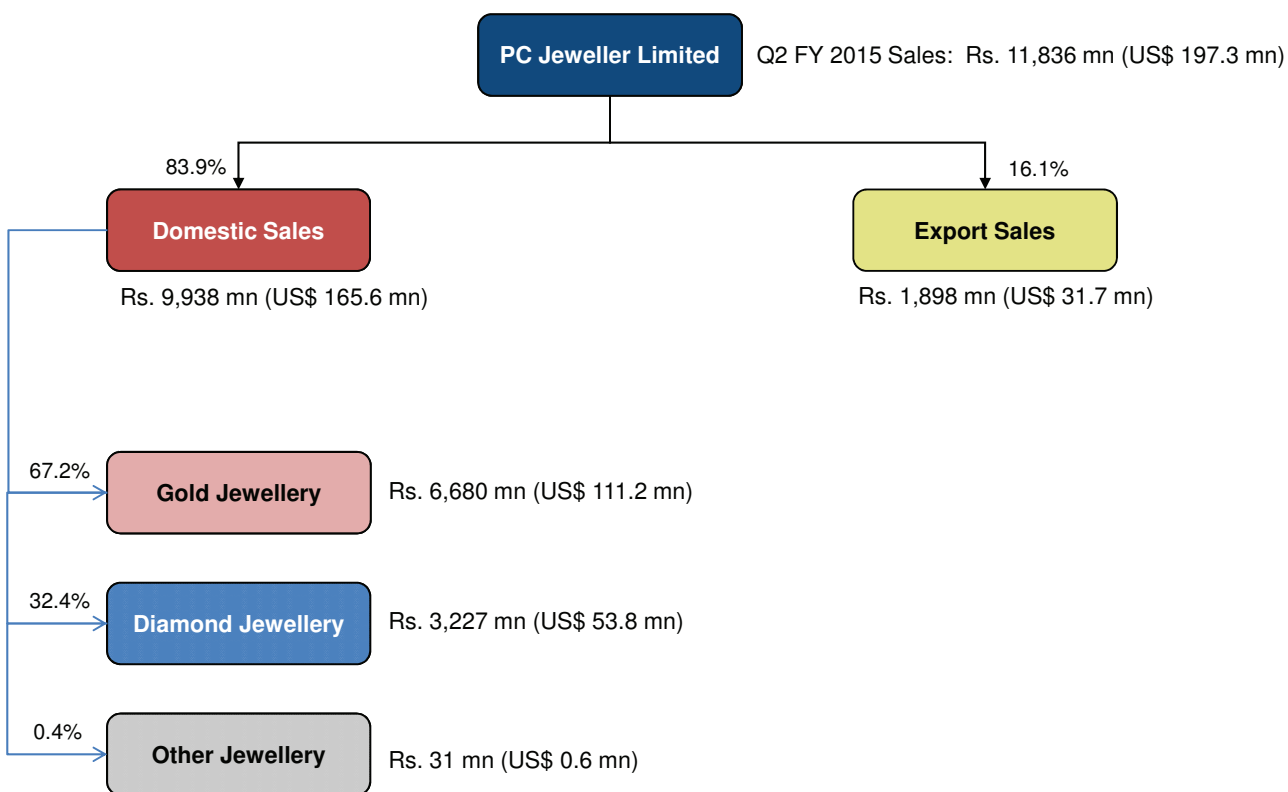 PC Jeweller Limited
Q2 FY 2015 Sales: Rs. 11,836 mn (US$ 197.3 mn)
83.9%
16.1%
Domestic Sales
Export Sales
Rs. 9,938 mn (US$ 165.6 mn)
Rs. 1,898 mn (US$ 31.7 mn)
67.2%
Gold Jewellery
Rs. 6,680 mn (US$ 111.2 mn)
32.4%
Diamond Jewellery
Rs. 3,227 mn (US$ 53.8 mn)
0.4%
Other Jewellery
Rs. 31 mn (US$ 0.6 mn)